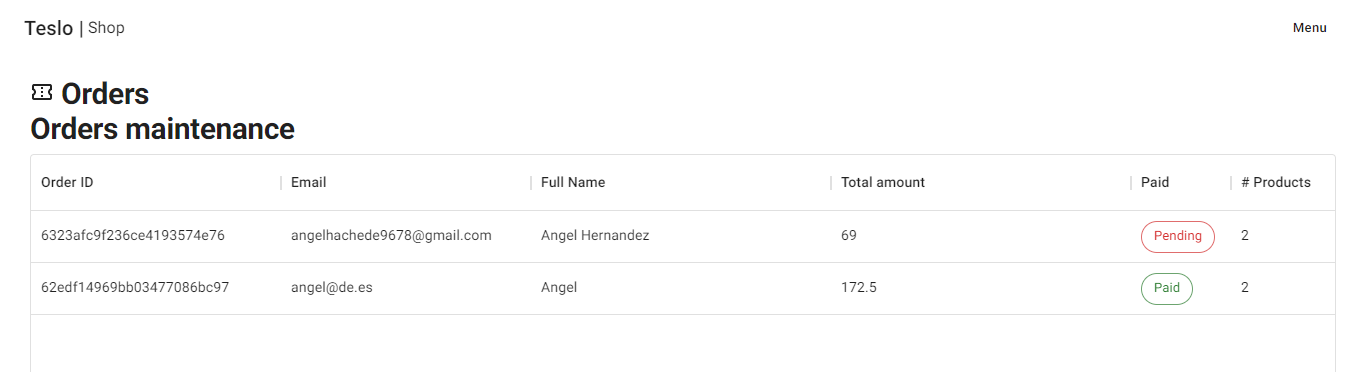 Teslo | Shop
Menu
Orders
Orders maintenance
Order ID Email Full Name Total amount Paid # Products
6323afc9f236ce4193574e76 angelhachede9678@gmail.com Angel Hernandez 69 Pending 2
62edf14969bb03477086bc97 angel@de.es Angel 172.5 Paid 2